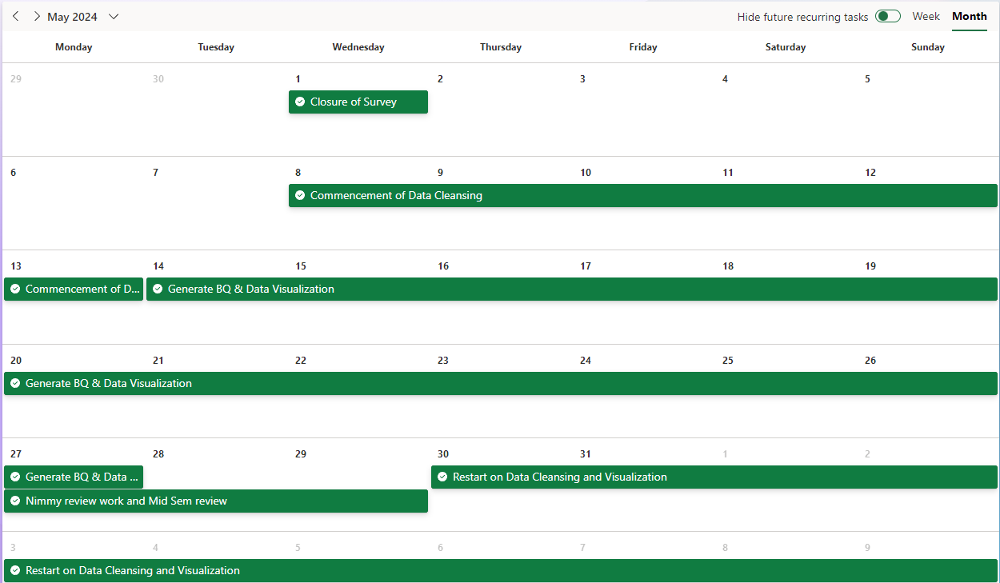 May 2024 Hide future recurring tasks Week Month
Monday Tuesday Wednesday Thursday Friday Saturday Sunday
29 30 1 2 3 4 5
Closure of Survey
6 7 8 9 10 11 12
Commencement of Data Cleansing
13 14 15 16 17 18 19
Commencement of D... Generate BQ & Data Visualization
20 21 22 23 24 25 26
Generate BQ & Data Visualization
27 28 29 30 31 1 2
Generate BQ & Data ... Restart on Data Cleansing and Visualization
Nimmy review work and Mid Sem review
3 4 5 6 7 8 9
Restart on Data Cleansing and Visualization